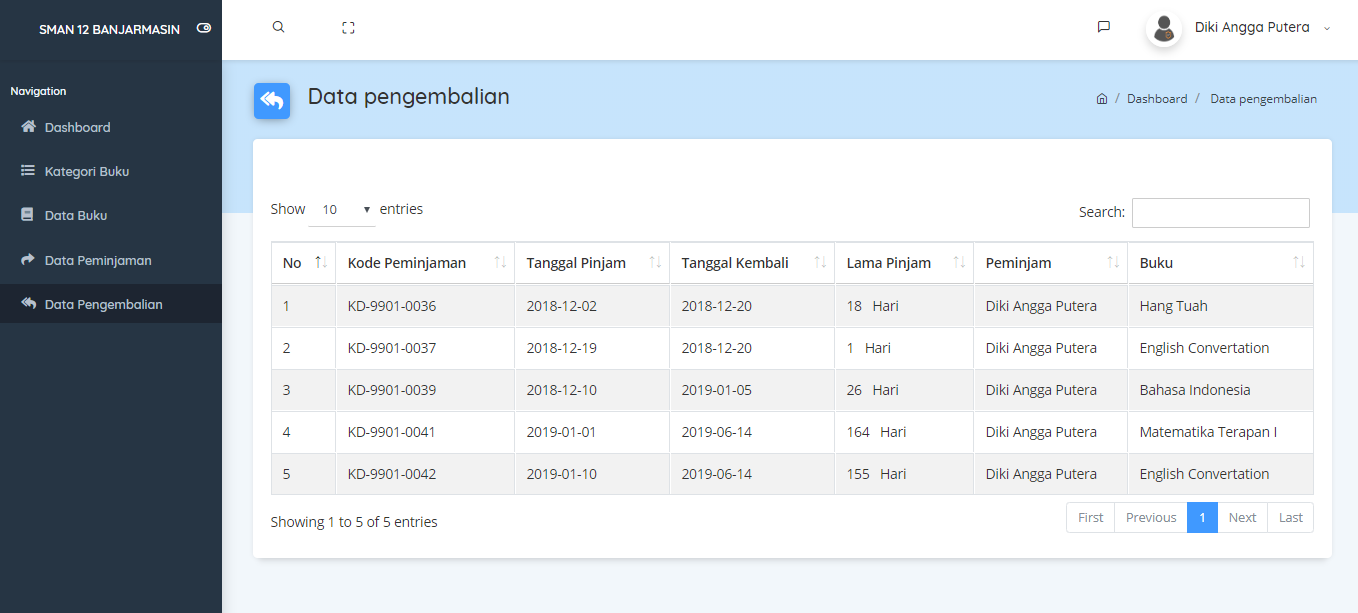 SMAN 12 BANJARMASIN
Diki Angga Putera
Navigation
Dashboard
Kategori Buku
Data Buku
Data Peminjaman
Data Pengembalian
Data pengembalian
/ Dashboard / Data pengembalian
Show 10 entries
Search:
No Kode Peminjaman Tanggal Pinjam Tanggal Kembali Lama Pinjam Peminjam Buku
1 KD-9901-0036 2018-12-02 2018-12-20 18 Hari Diki Angga Putera Hang Tuah
2 KD-9901-0037 2018-12-19 2018-12-20 1 Hari Diki Angga Putera English Convertation
3 KD-9901-0039 2018-12-10 2019-01-05 26 Hari Diki Angga Putera Bahasa Indonesia
4 KD-9901-0041 2019-01-01 2019-06-14 164 Hari Diki Angga Putera Matematika Terapan I
5 KD-9901-0042 2019-01-10 2019-06-14 155 Hari Diki Angga Putera English Convertation
Showing 1 to 5 of 5 entries
First Previous 1 Next Last